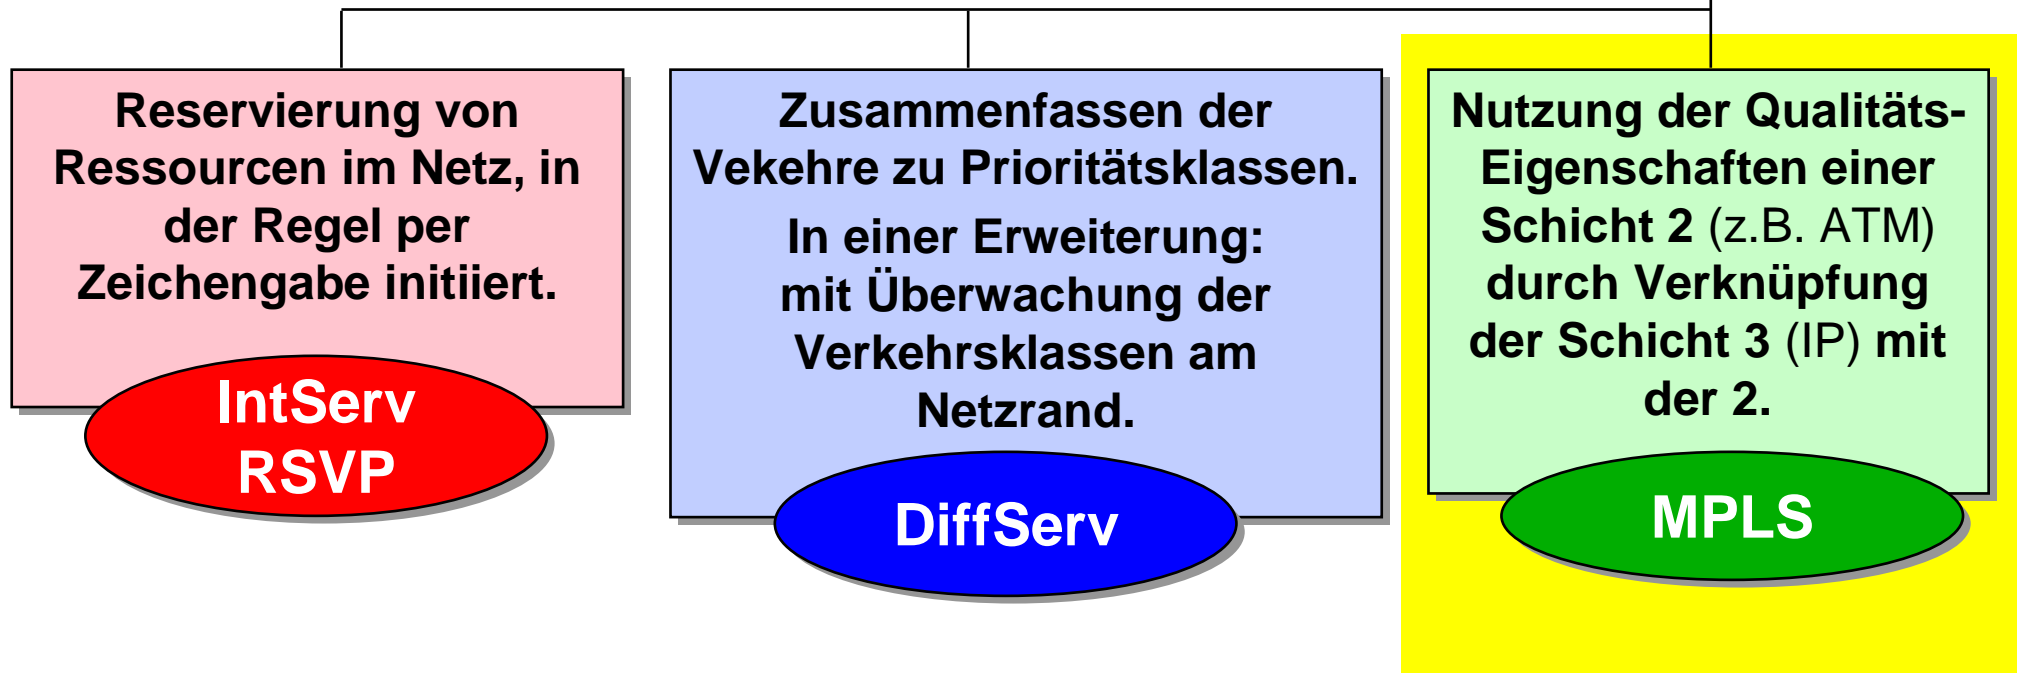 Reservierung von
Ressourcen im Netz, in
der Regel per
Zeichengabe initiiert.
IntServ
RSVP
Zusammenfassen der
Vekehre zu Prioritätsklassen.
In einer Erweiterung:
mit Überwachung der
Verkehrsklassen am
Netzrand.
DiffServ
Nutzung der Qualitäts-
Eigenschaften einer
Schicht 2 (z.B. ATM)
durch Verknüpfung
der Schicht 3 (IP) mit
der 2.
MPLS